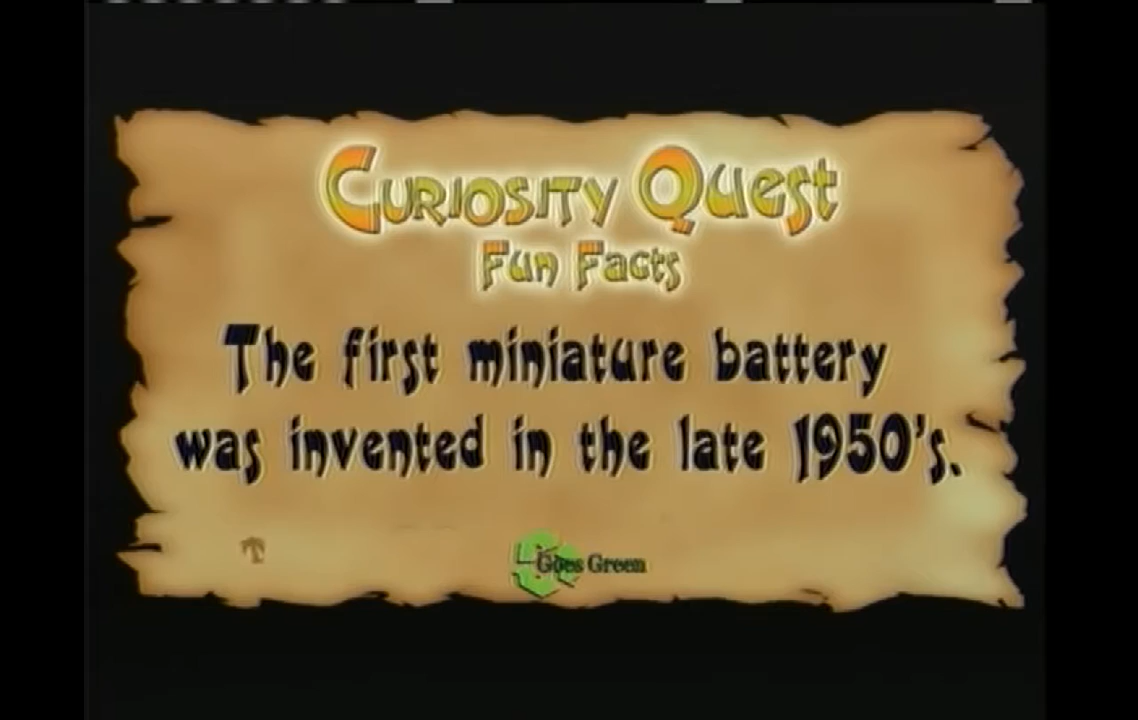 Curiosity Quest
Fun Facts
The first miniature battery
was invented in the late 1950's.
Goes Green